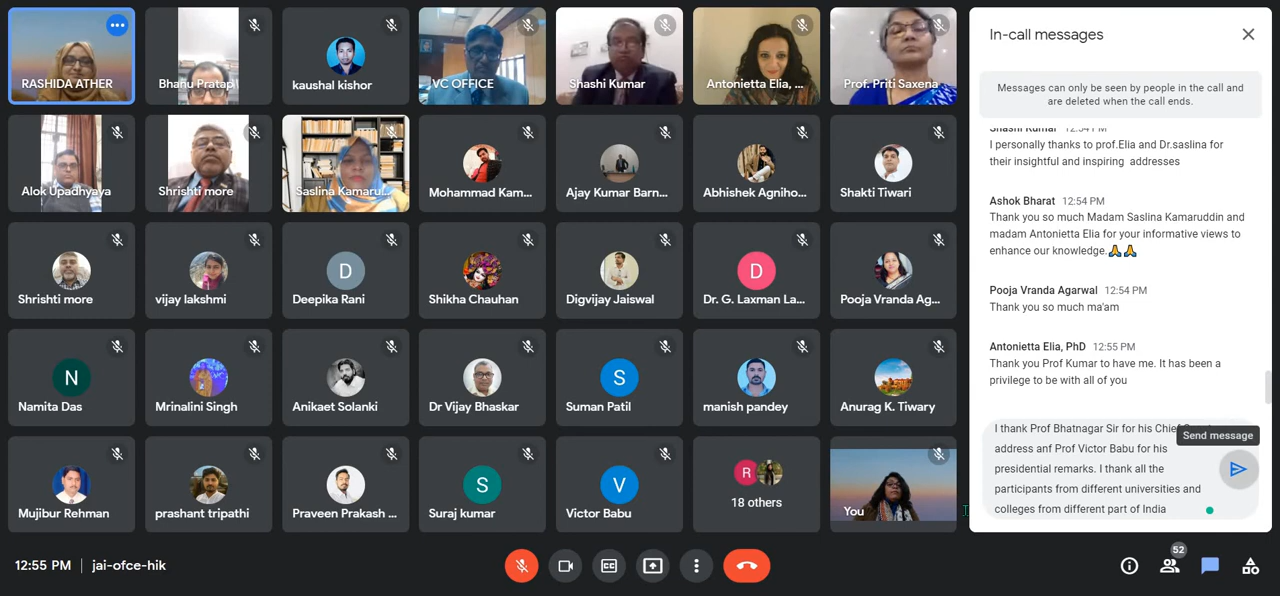 RASHIDA ATHER
Bhanu Pratap
kaushal kishor
VC OFFICE
Shashi Kumar
Antonietta Elia, ...
Prof. Priti Saxena
Alok Upadhyaya
Shrishti more
Saslina Kamaru...
Mohammad Kam...
Ajay Kumar Barn...
Abhishek Agniho...
Shakti Tiwari
Shrishti more
vijay lakshmi
D
Deepika Rani
Shikha Chauhan
Digvijay Jaiswal
D
Dr. G. Laxman La...
Pooja Vranda Ag...
N
Namita Das
Mrinalini Singh
Anikaet Solanki
Dr Vijay Bhaskar
S
Suman Patil
manish pandey
Anurag K. Tiwary
Mujibur Rehman
prashant tripathi
Praveen Prakash ...
S
Suraj kumar
V
Victor Babu
R
18 others
You
12:55 PM | jai-ofce-hik
In-call messages
Messages can only be seen by people in the call and
are deleted when the call ends.
Shashi Kumar 12:54 PM
I personally thanks to prof.Elia and Dr.saslina for
their insightful and inspiring addresses
Ashok Bharat 12:54 PM
Thank you so much Madam Saslina Kamaruddin and
madam Antonietta Elia for your informative views to
enhance our knowledge.🙏🙏
Pooja Vranda Agarwal 12:54 PM
Thank you so much ma'am
Antonietta Elia, PhD 12:55 PM
Thank you Prof Kumar to have me. It has been a
privilege to be with all of you
I thank Prof Bhatnagar Sir for his Chief
Send message
address anf Prof Victor Babu for his
presidential remarks. I thank all the
participants from different universities and
colleges from different part of India
52